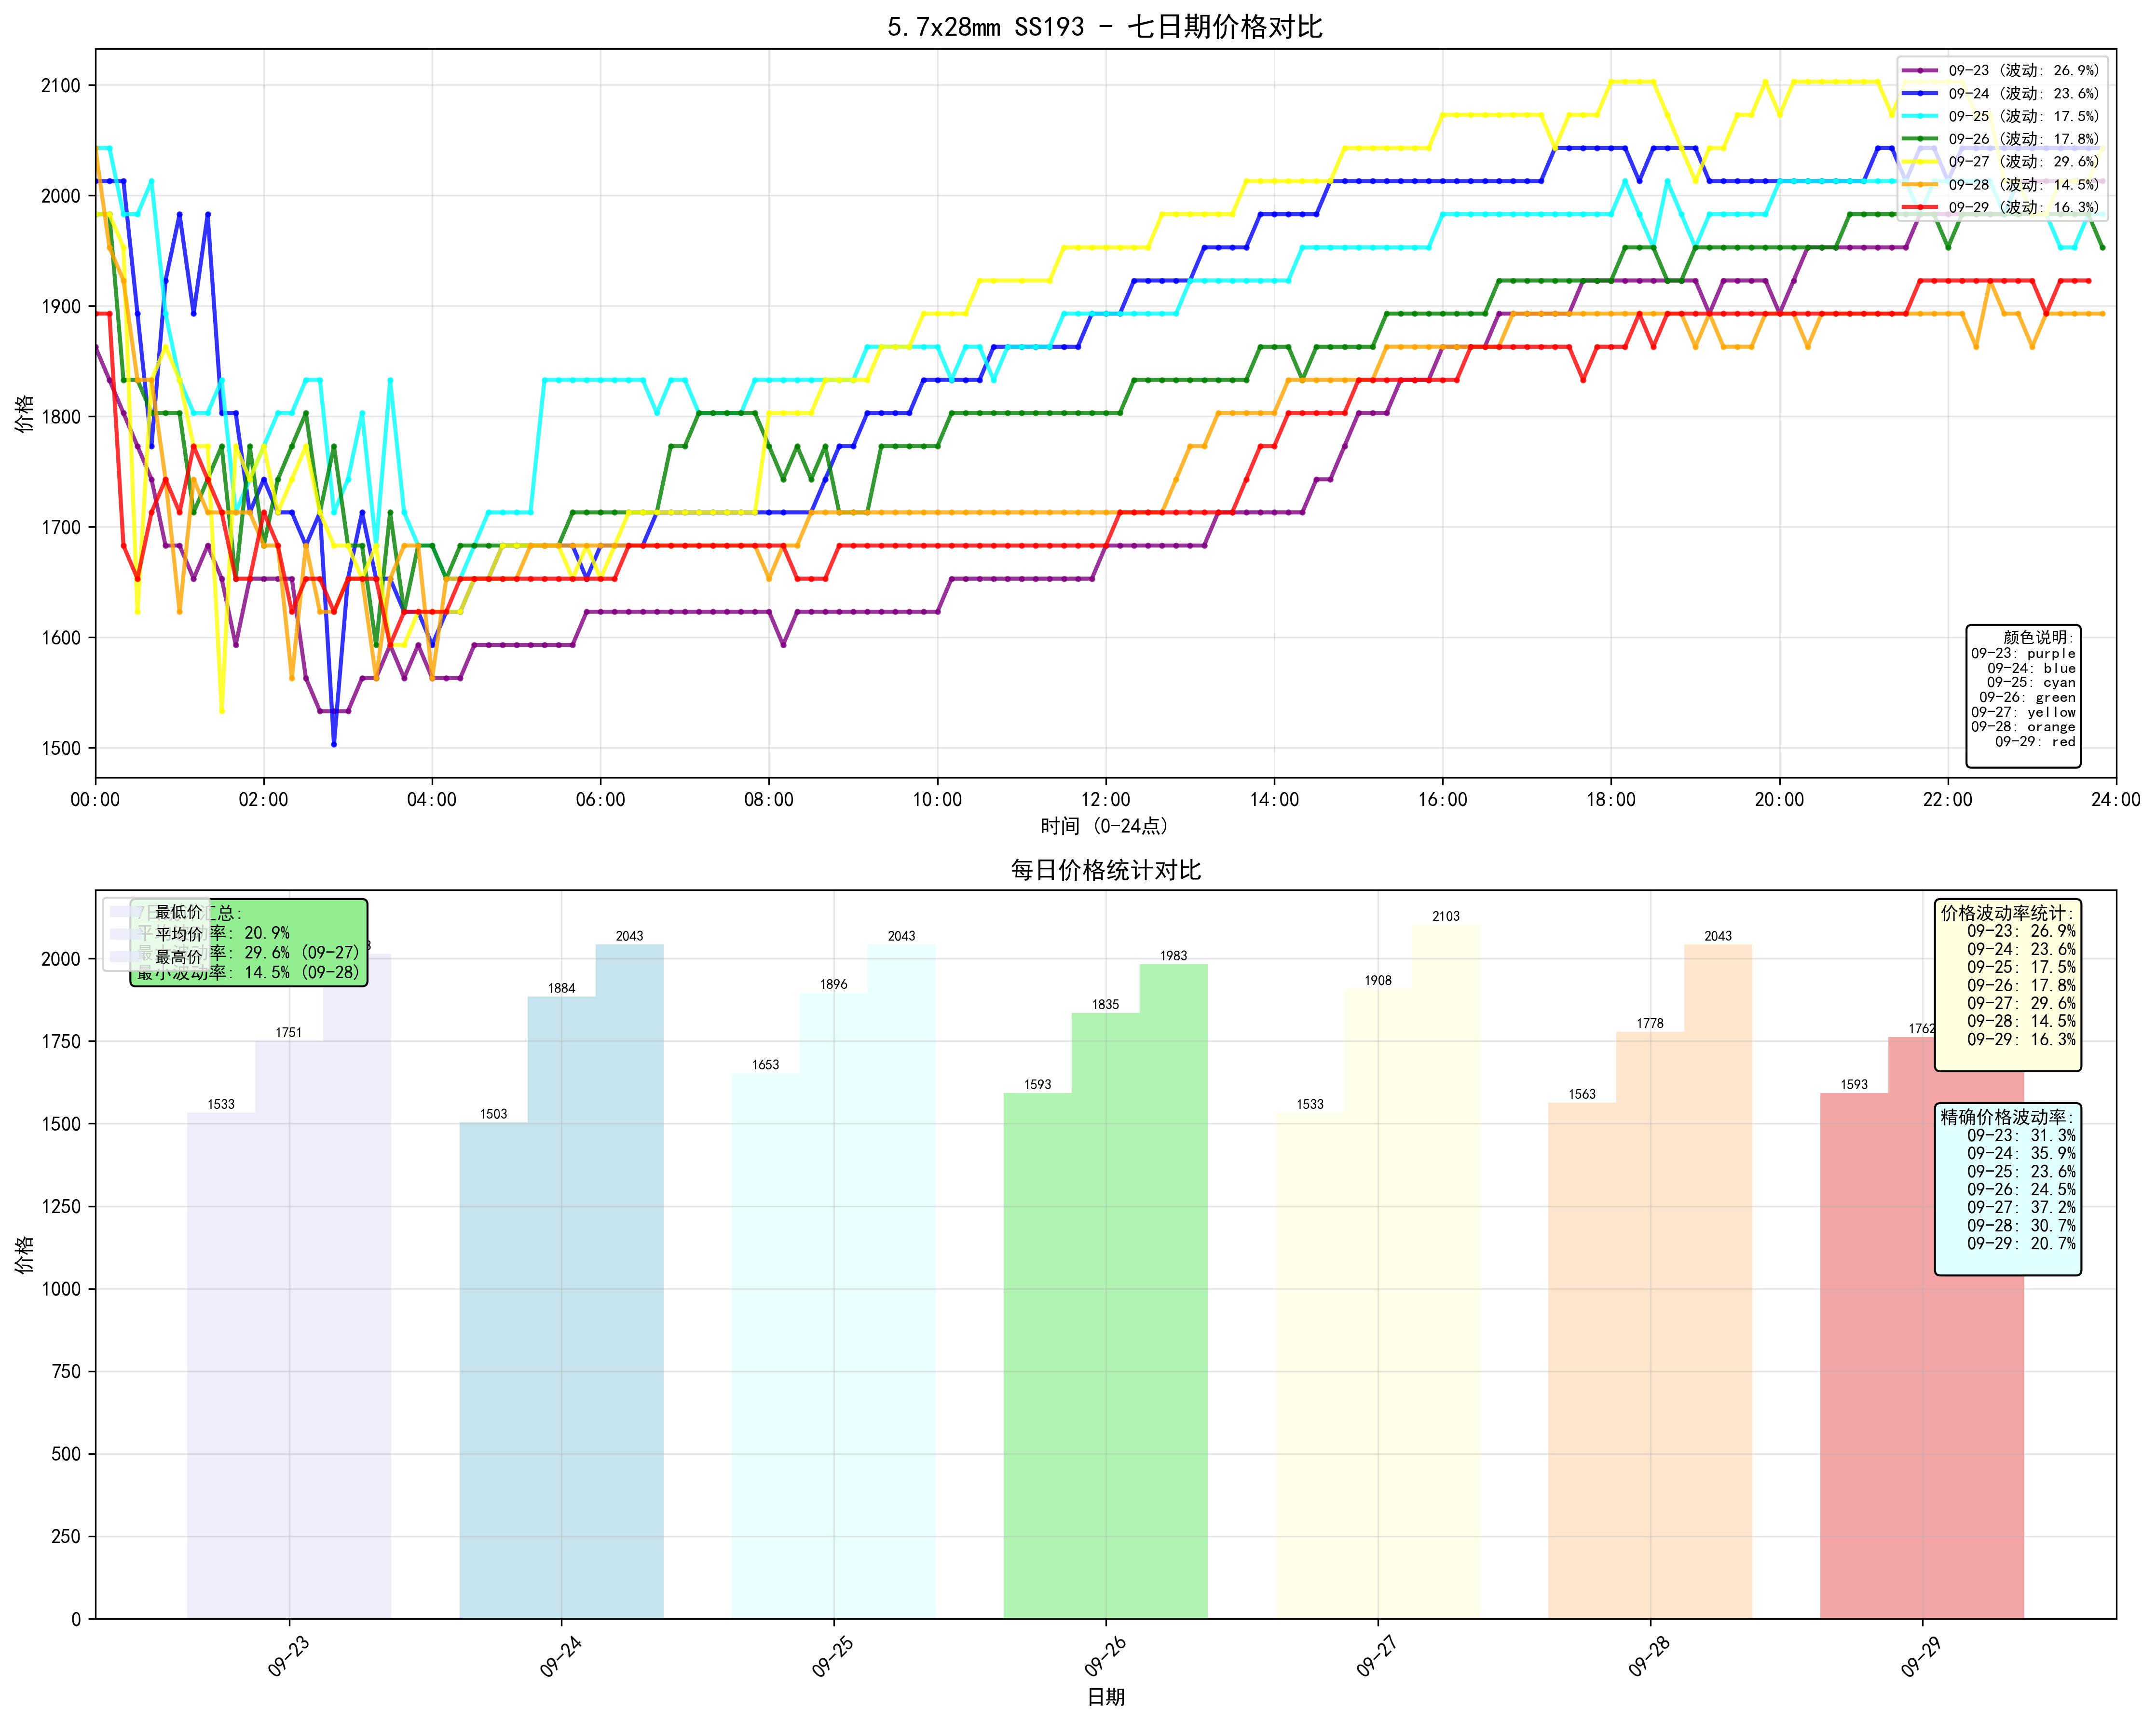 5.7x28mm SS193 - 七日期价格对比
价格
2100
2000
1900
1800
1700
1600
1500
09-23 (波动: 26.9%)
09-24 (波动: 23.6%)
09-25 (波动: 17.5%)
09-26 (波动: 17.8%)
09-27 (波动: 29.6%)
09-28 (波动: 14.5%)
09-29 (波动: 16.3%)
颜色说明:
09-23: purple
09-24: blue
09-25: cyan
09-26: green
09-27: yellow
09-28: orange
09-29: red
00:00 02:00 04:00 06:00 08:00 10:00 12:00 14:00 16:00 18:00 20:00 22:00 24:00
时间 (0-24点)
每日价格统计对比
价格
2000
1750
1500
1250
1000
750
500
250
0
最低价
平均价
最高价
汇总:
率: 20.9%
率: 29.6% (09-27)
最小波动率: 14.5% (09-28)
1533 1751
1503 1884 2043
1653 1896 2043
1593 1835 1983
1533 1908 2103
1563 1778 2043
1593 1762
价格波动率统计:
09-23: 26.9%
09-24: 23.6%
09-25: 17.5%
09-26: 17.8%
09-27: 29.6%
09-28: 14.5%
09-29: 16.3%
精确价格波动率:
09-23: 31.3%
09-24: 35.9%
09-25: 23.6%
09-26: 24.5%
09-27: 37.2%
09-28: 30.7%
09-29: 20.7%
09-23 09-24 09-25 09-26 09-27 09-28 09-29
日期